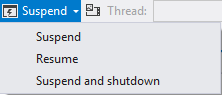 Suspend Thread:
Suspend
Resume
Suspend and shutdown